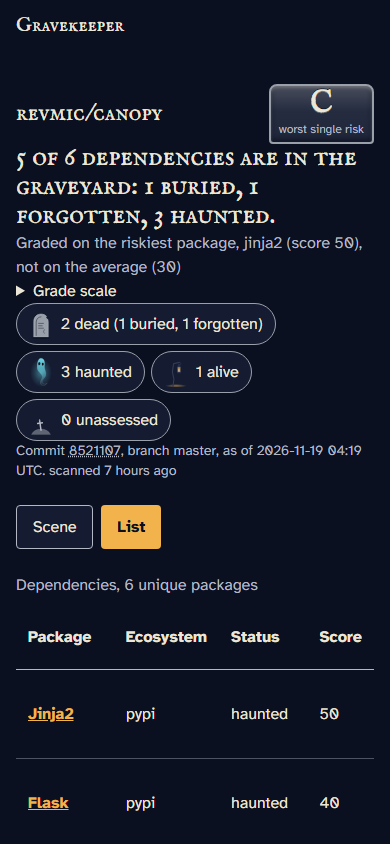 Gravekeeper
revmic/canopy
C
worst single risk
5 of 6 dependencies are in the
graveyard: 1 buried, 1
forgotten, 3 haunted.
Graded on the riskiest package, jinja2 (score 50),
not on the average (30)
Grade scale
2 dead (1 buried, 1 forgotten)
3 haunted
1 alive
0 unassessed
Commit 8521107, branch master, as of 2026-11-19 04:19
UTC. scanned 7 hours ago
Scene
List
Dependencies, 6 unique packages
Package Ecosystem Status Score
Jinja2 pypi haunted 50
Flask pypi haunted 40